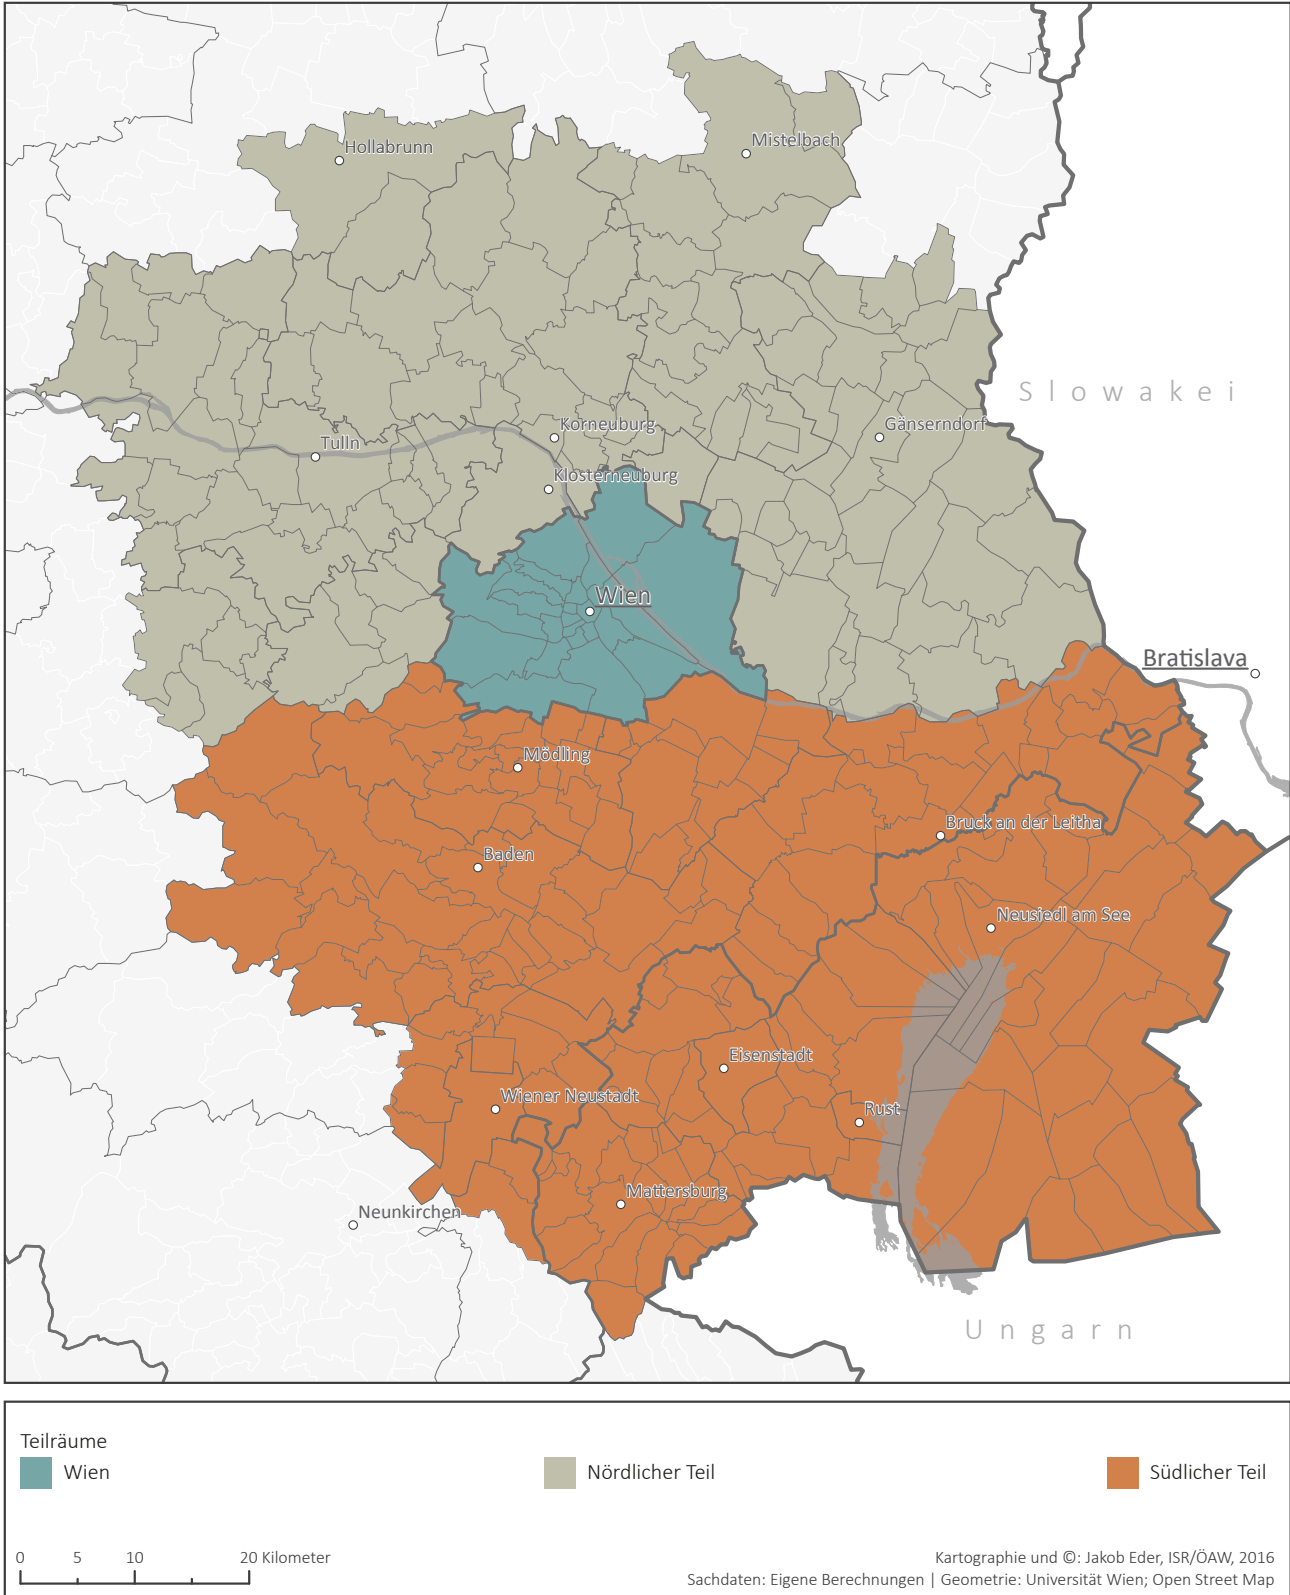 Hollabrunn
Mistelbach
Slowakei
Korneuburg
Gänserndorf
Tulln
Klosterneuburg
Wien
Bratislava
Mödling
Bruck an der Leitha
Baden
Neusiedl am See
Eisenstadt
Wiener Neustadt
Rust
Mattersburg
Neunkirchen
Ungarn
Teilräume
Wien
Nördlicher Teil
Südlicher Teil
0 5 10 20 Kilometer
Kartographie und ©: Jakob Eder, ISR/ÖAW, 2016
Sachdaten: Eigene Berechnungen | Geometrie: Universität Wien; Open Street Map